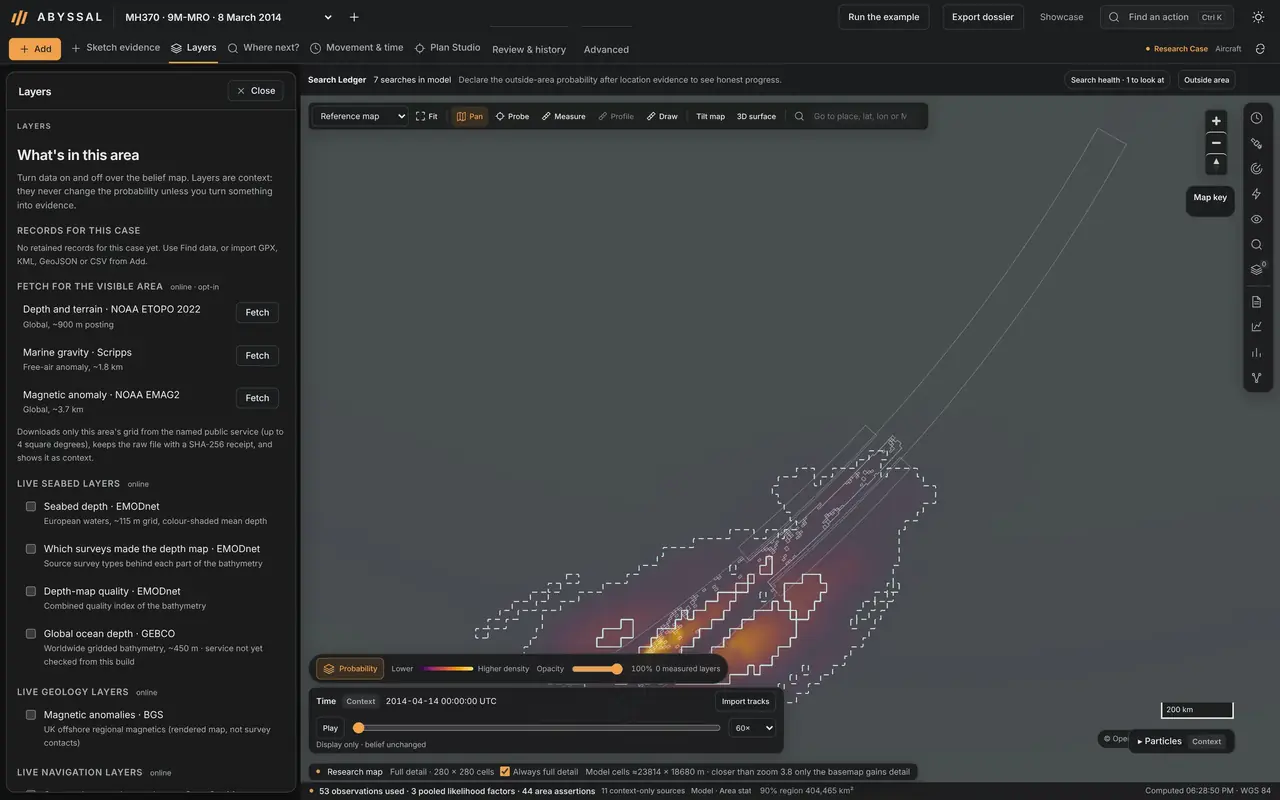 ABYSSAL
MH370 · 9M-MRO · 8 March 2014
Run the example
Export dossier
Showcase
Find an action
Ctrl K
Add
Sketch evidence
Layers
Where next?
Movement & time
Plan Studio
Review & history
Advanced
Research Case
Aircraft
Layers
Close
Search Ledger
7 searches in model
Declare the outside-area probability after location evidence to see honest progress.
Search health · 1 to look at
Outside area
Reference map
Fit
Pan
Probe
Measure
Profile
Draw
Tilt map
3D surface
Go to place, lat, lon or M
Map key
LAYERS
What's in this area
Turn data on and off over the belief map. Layers are context:
they never change the probability unless you turn something
into evidence.
RECORDS FOR THIS CASE
No retained records for this case yet. Use Find data, or import GPX,
KML, GeoJSON or CSV from Add.
FETCH FOR THE VISIBLE AREA online · opt-in
Depth and terrain · NOAA ETOPO 2022
Global, ~900 m posting
Fetch
Marine gravity · Scripps
Free-air anomaly, ~1.8 km
Fetch
Magnetic anomaly · NOAA EMAG2
Global, ~3.7 km
Fetch
Downloads only this area's grid from the named public service (up to
4 square degrees), keeps the raw file with a SHA-256 receipt, and
shows it as context.
LIVE SEABED LAYERS online
Seabed depth · EMODnet
European waters, ~115 m grid, colour-shaded mean depth
Which surveys made the depth map · EMODnet
Source survey types behind each part of the bathymetry
Depth-map quality · EMODnet
Combined quality index of the bathymetry
Global ocean depth · GEBCO
Worldwide gridded bathymetry, ~450 m · service not yet
checked from this build
LIVE GEOLOGY LAYERS online
Magnetic anomalies · BGS
UK offshore regional magnetics (rendered map, not survey
contacts)
LIVE NAVIGATION LAYERS online
0
Probability
Lower
Higher density
Opacity
100%
0 measured layers
Time
Context
2014-04-14 00:00:00 UTC
Import tracks
Play
60×
Display only · belief unchanged
200 km
© Ope
▸ Particles
Context
Research map
Full detail · 280 × 280 cells
Always full detail
Model cells ≈23814 × 18680 m · closer than zoom 3.8 only the basemap gains detail
53 observations used · 3 pooled likelihood factors · 44 area assertions
11 context-only sources
Model · Area stat
90% region 404,465 km²
Computed 06:28:50 PM · WGS 84